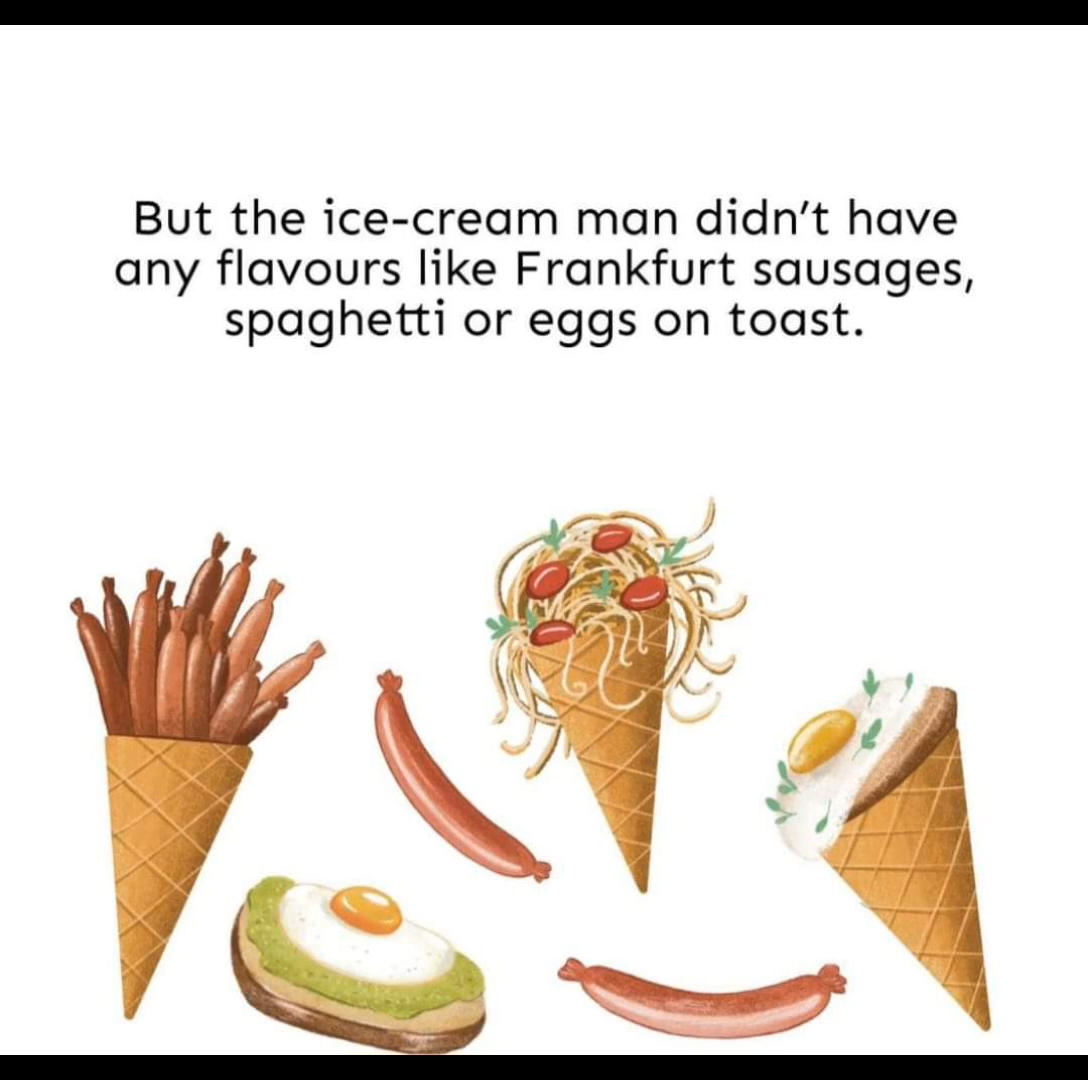 But the ice-cream man didn’t have
any flavours like Frankfurt sausages,
spaghetti or eggs on toast.